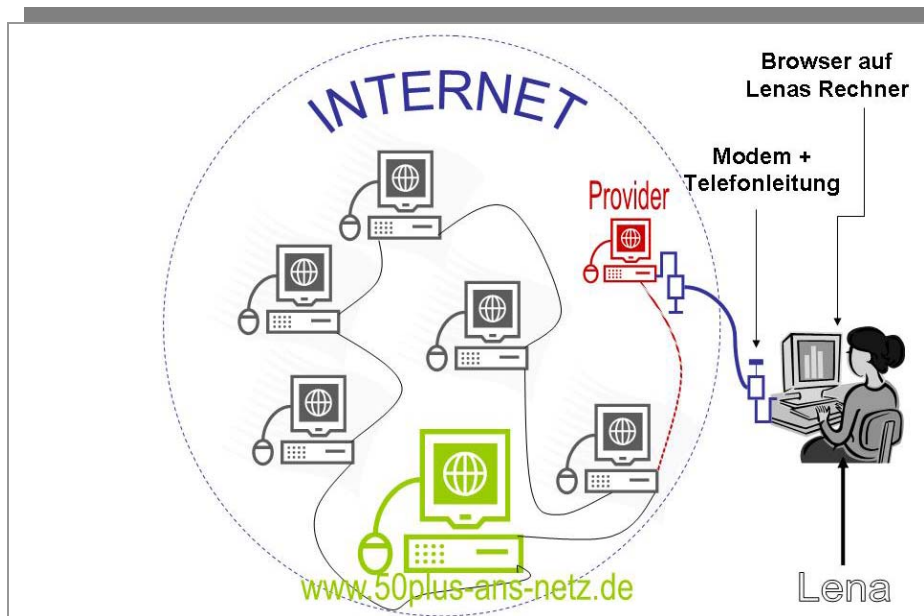 INTERNET
Browser auf
Lenas Rechner
Modem +
Telefonleitung
Provider
www.50plus-ans-netz.de
Lena